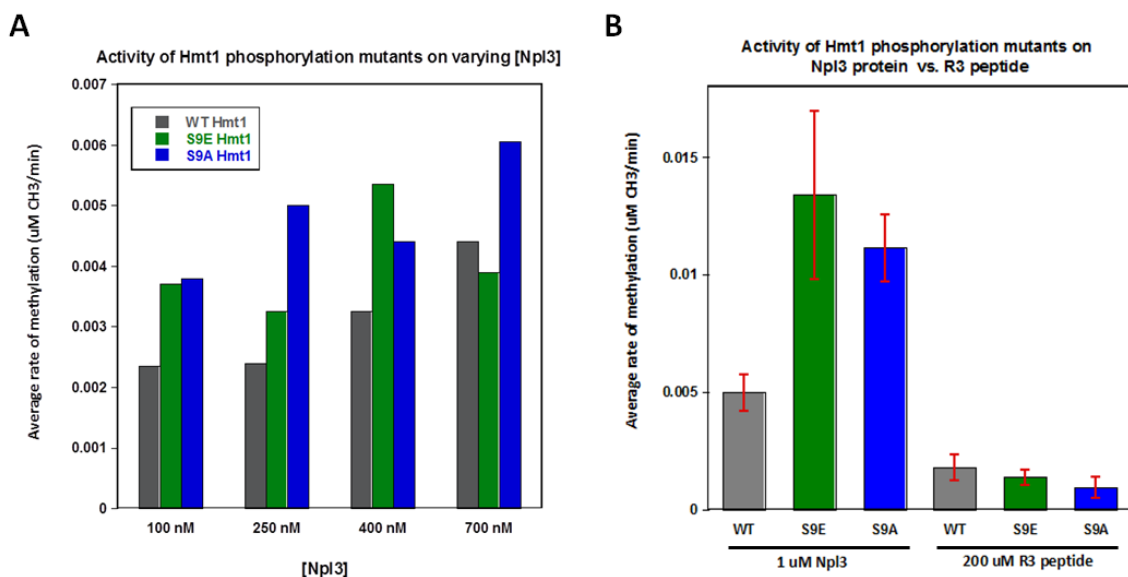 A
Activity of Hmt1 phosphorylation mutants on varying [Npl3]
Average rate of methylation (uM CH3/min)
0.007
0.006
0.005
0.004
0.003
0.002
0.001
0
WT Hmt1
S9E Hmt1
S9A Hmt1
100 nM 250 nM 400 nM 700 nM
[Npl3]
B
Activity of Hmt1 phosphorylation mutants on
Npl3 protein vs. R3 peptide
Average rate of methylation (uM CH3/min)
0.015
0.01
0.005
0
WT S9E S9A WT S9E S9A
1 uM Npl3 200 uM R3 peptide